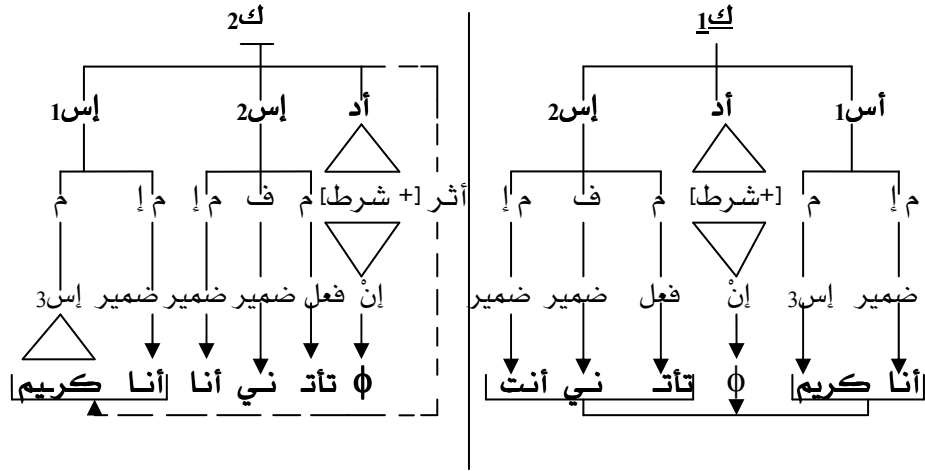 ك1 ك2
أس1 أد إس2 أد إس2 إس1
م إ م [+شرط] م ف م إ أثر [+ شرط] م ف م إ م إ م
ضمير إس3 إنْ فعل ضمير ضمير إنْ فعل ضمير ضمير ضمير إس3
أنا كريم φ تأتـ ني أنت ϕ تأتـ ني أنا أنا كريم